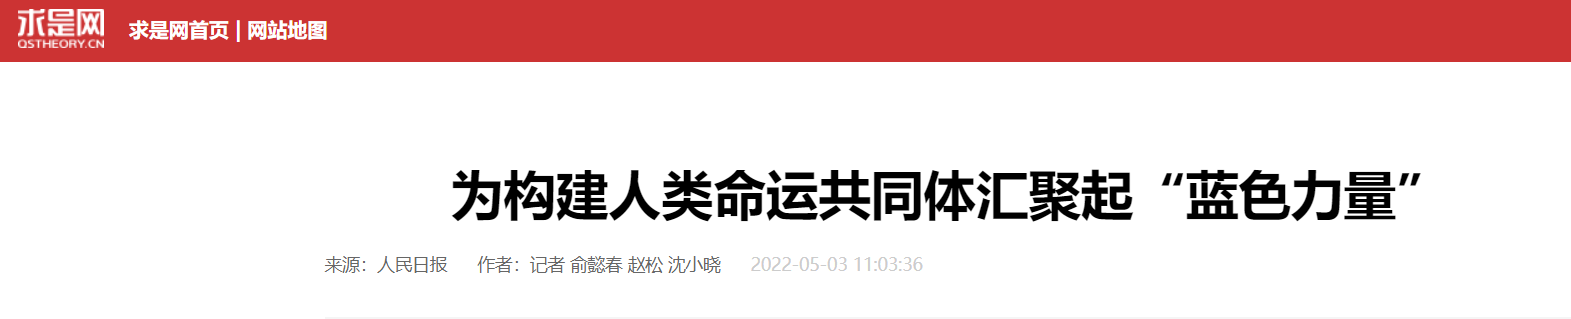 求是网
QSTHEORY.CN
求是网首页 | 网站地图
为构建人类命运共同体汇聚起“蓝色力量”
来源：人民日报 作者：记者 俞懿春 赵松 沈小晓 2022-05-03 11:03:36